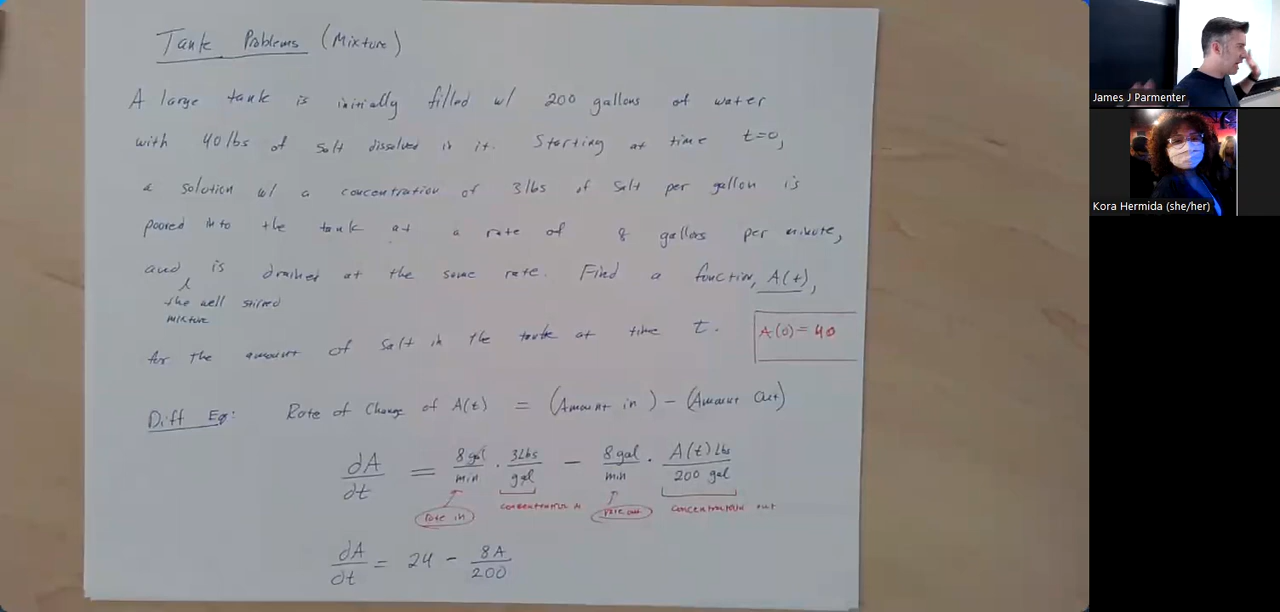 Tank Problems (Mixture)
A large tank is initially filled w/ 200 gallons of water
with 40 lbs of salt dissolved in it. Starting at time t=0,
a solution w/ a concentration of 3 lbs of salt per gallon is
poured into the tank at a rate of 8 gallons per minute,
and is drained at the same rate. Find a function, A(t),
the well stirred
mixture
for the amount of salt in the tank at time t.
A(0) = 40
Diff Eq: Rate of Change of A(t) = (Amount in) - (Amount Out)
dA/dt = 8 gal/min · 3 Lbs/gal - 8 gal/min · A(t) Lbs/200 gal
rate in concentration in rate out concentration out
dA/dt = 24 - 8A/200
James J Parmenter
Kora Hermida (she/her)